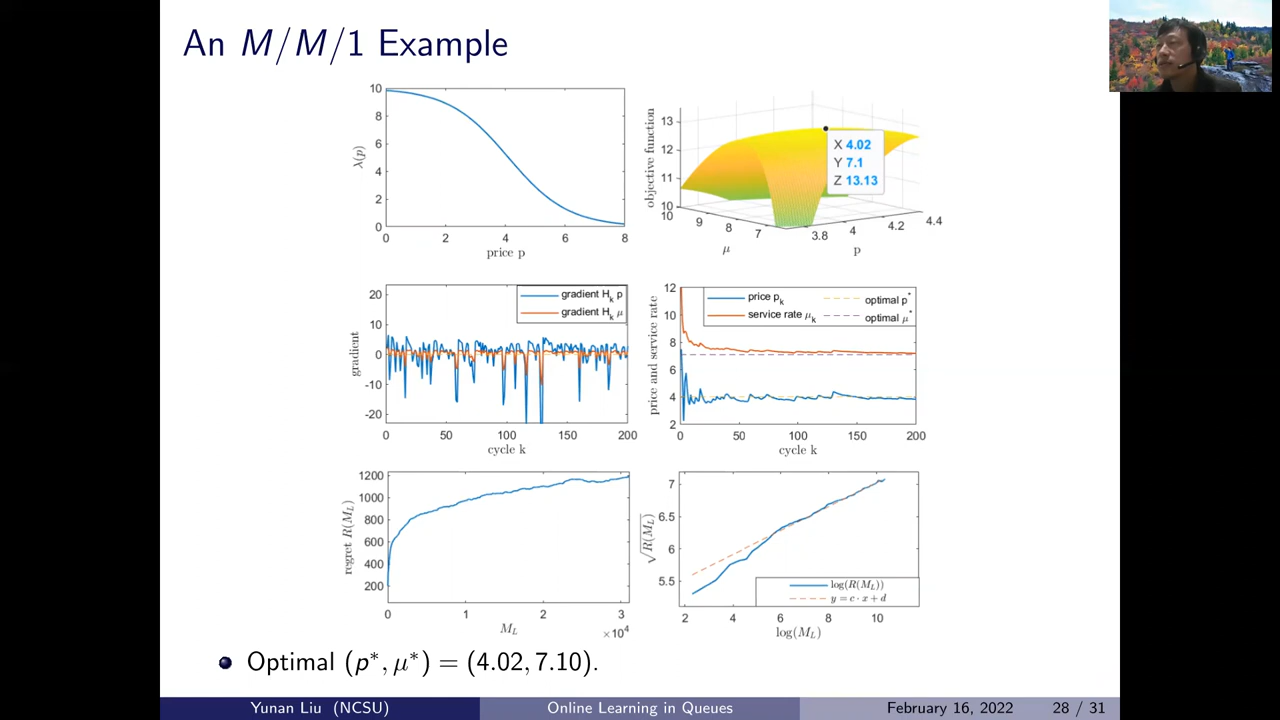 An M/M/1 Example
10
8
6
4
2
0
λ(p)
0 2 4 6 8
price p
objective function
13
12
11
10
X 4.02
Y 7.1
Z 13.13
10 9 8 7
μ
3.8 4 4.2 4.4
p
gradient H_k p
gradient H_k μ
20
10
0
-10
-20
gradient
0 50 100 150 200
cycle k
price p_k
service rate μ_k
optimal p*
optimal μ*
12
10
8
6
4
2
price and service rate
0 50 100 150 200
cycle k
1200
1000
800
600
400
200
regret R(M_L)
0 1 2 3
M_L
×10^4
7
6.5
6
5.5
√R(M_L)
log(R(M_L))
y = c · x + d
2 4 6 8 10
log(M_L)
Optimal (p*, μ*) = (4.02, 7.10).
Yunan Liu (NCSU) Online Learning in Queues February 16, 2022 28 / 31